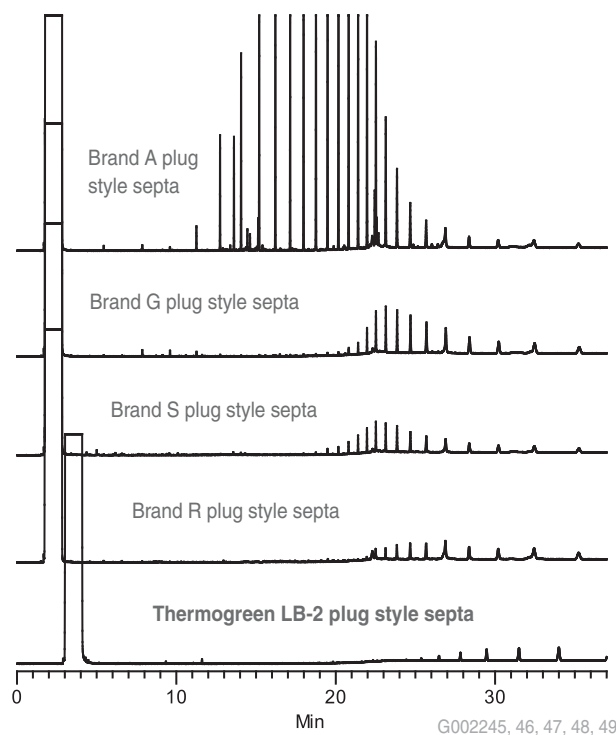 Brand A plug
style septa
Brand G plug style septa
Brand S plug style septa
Brand R plug style septa
Thermogreen LB-2 plug style septa
0 10 20 30
Min
G002245, 46, 47, 48, 49